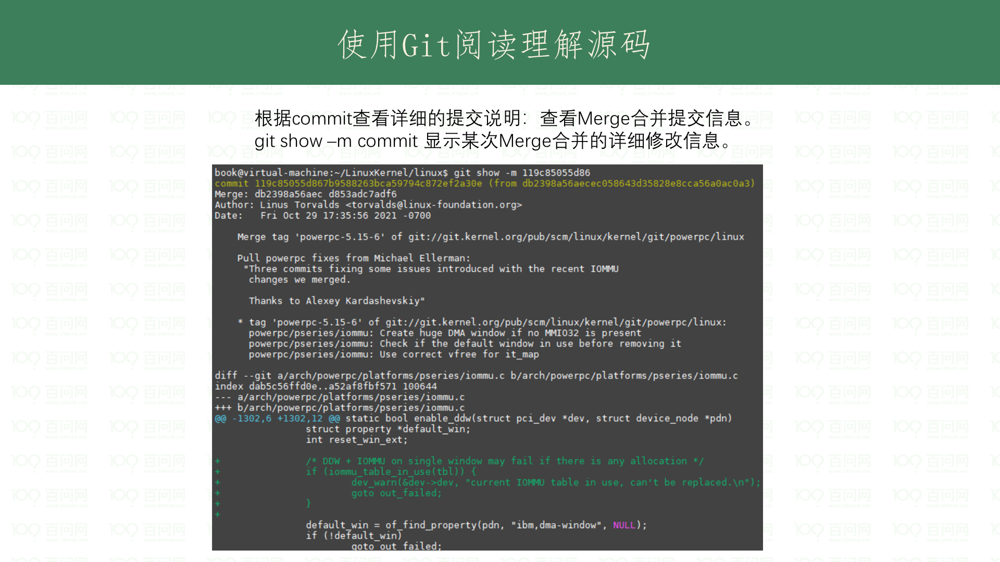 使用Git阅读理解源码
根据commit查看详细的提交说明：查看Merge合并提交信息。
git show –m commit 显示某次Merge合并的详细修改信息。
book@virtual-machine:~/LinuxKernel/linux$ git show -m 119c85055d86
commit 119c85055d867b9588263bca59794c872ef2a30e (from db2398a56aecec058643d35828e8cca56a0ac0a3)
Merge: db2398a56aec d853adc7adf6
Author: Linus Torvalds <torvalds@linux-foundation.org>
Date:   Fri Oct 29 17:35:56 2021 -0700
Merge tag 'powerpc-5.15-6' of git://git.kernel.org/pub/scm/linux/kernel/git/powerpc/linux
Pull powerpc fixes from Michael Ellerman:
"Three commits fixing some issues introduced with the recent IOMMU
changes we merged.
Thanks to Alexey Kardashevskiy"
* tag 'powerpc-5.15-6' of git://git.kernel.org/pub/scm/linux/kernel/git/powerpc/linux:
powerpc/pseries/iommu: Create huge DMA window if no MMIO32 is present
powerpc/pseries/iommu: Check if the default window in use before removing it
powerpc/pseries/iommu: Use correct vfree for it_map
diff --git a/arch/powerpc/platforms/pseries/iommu.c b/arch/powerpc/platforms/pseries/iommu.c
index dab5c56ffd0e..a52af8fbf571 100644
--- a/arch/powerpc/platforms/pseries/iommu.c
+++ b/arch/powerpc/platforms/pseries/iommu.c
@@ -1302,6 +1302,12 @@ static bool enable_ddw(struct pci_dev *dev, struct device_node *pdn)
                struct property *default_win;
                int reset_win_ext;
+               /* DDW + IOMMU on single window may fail if there is any allocation */
+               if (iommu_table_in_use(tbl)) {
+                       dev_warn(&dev->dev, "current IOMMU table in use, can't be replaced.\n");
+                       goto out_failed;
+               }
+
                default_win = of_find_property(pdn, "ibm,dma-window", NULL);
                if (!default_win)
                        goto out_failed;